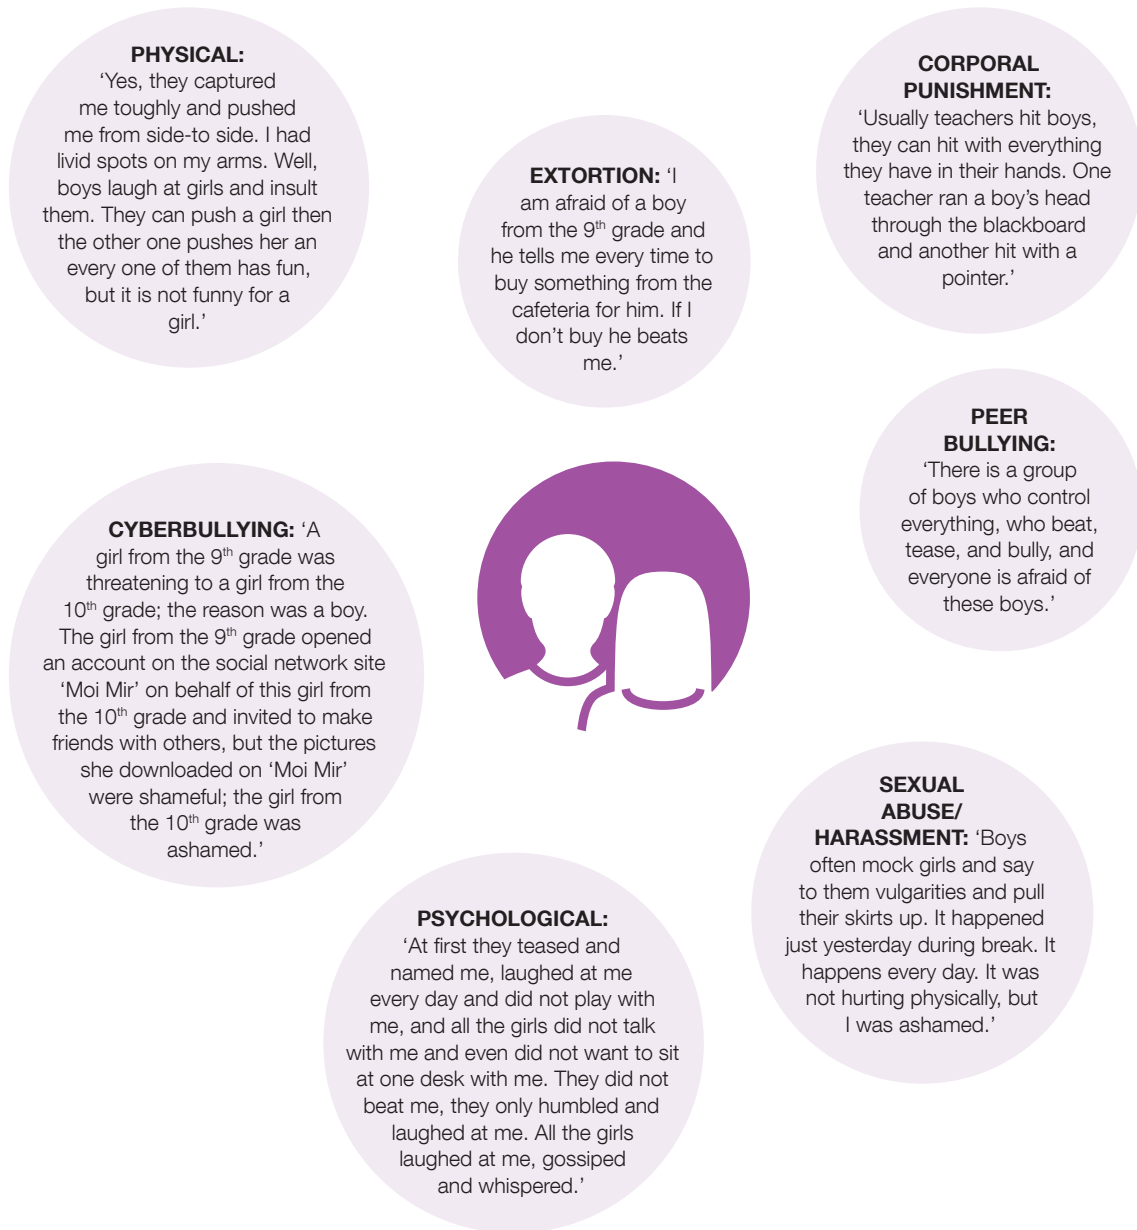 PHYSICAL:
‘Yes, they captured
me toughly and pushed
me from side-to side. I had
livid spots on my arms. Well,
boys laugh at girls and insult
them. They can push a girl then
the other one pushes her an
every one of them has fun,
but it is not funny for a
girl.’
EXTORTION: ‘I
am afraid of a boy
from the 9th grade and
he tells me every time to
buy something from the
cafeteria for him. If I
don’t buy he beats
me.’
CORPORAL
PUNISHMENT:
‘Usually teachers hit boys,
they can hit with everything
they have in their hands. One
teacher ran a boy’s head
through the blackboard
and another hit with a
pointer.’
PEER
BULLYING:
‘There is a group
of boys who control
everything, who beat,
tease, and bully, and
everyone is afraid of
these boys.’
CYBERBULLYING: ‘A
girl from the 9th grade was
threatening to a girl from the
10th grade; the reason was a boy.
The girl from the 9th grade opened
an account on the social network site
‘Moi Mir’ on behalf of this girl from
the 10th grade and invited to make
friends with others, but the pictures
she downloaded on ‘Moi Mir’
were shameful; the girl from
the 10th grade was
ashamed.’
SEXUAL
ABUSE/
HARASSMENT: ‘Boys
often mock girls and say
to them vulgarities and pull
their skirts up. It happened
just yesterday during break. It
happens every day. It was
not hurting physically, but
I was ashamed.’
PSYCHOLOGICAL:
‘At first they teased and
named me, laughed at me
every day and did not play with
me, and all the girls did not talk
with me and even did not want to sit
at one desk with me. They did not
beat me, they only humbled and
laughed at me. All the girls
laughed at me, gossiped
and whispered.’